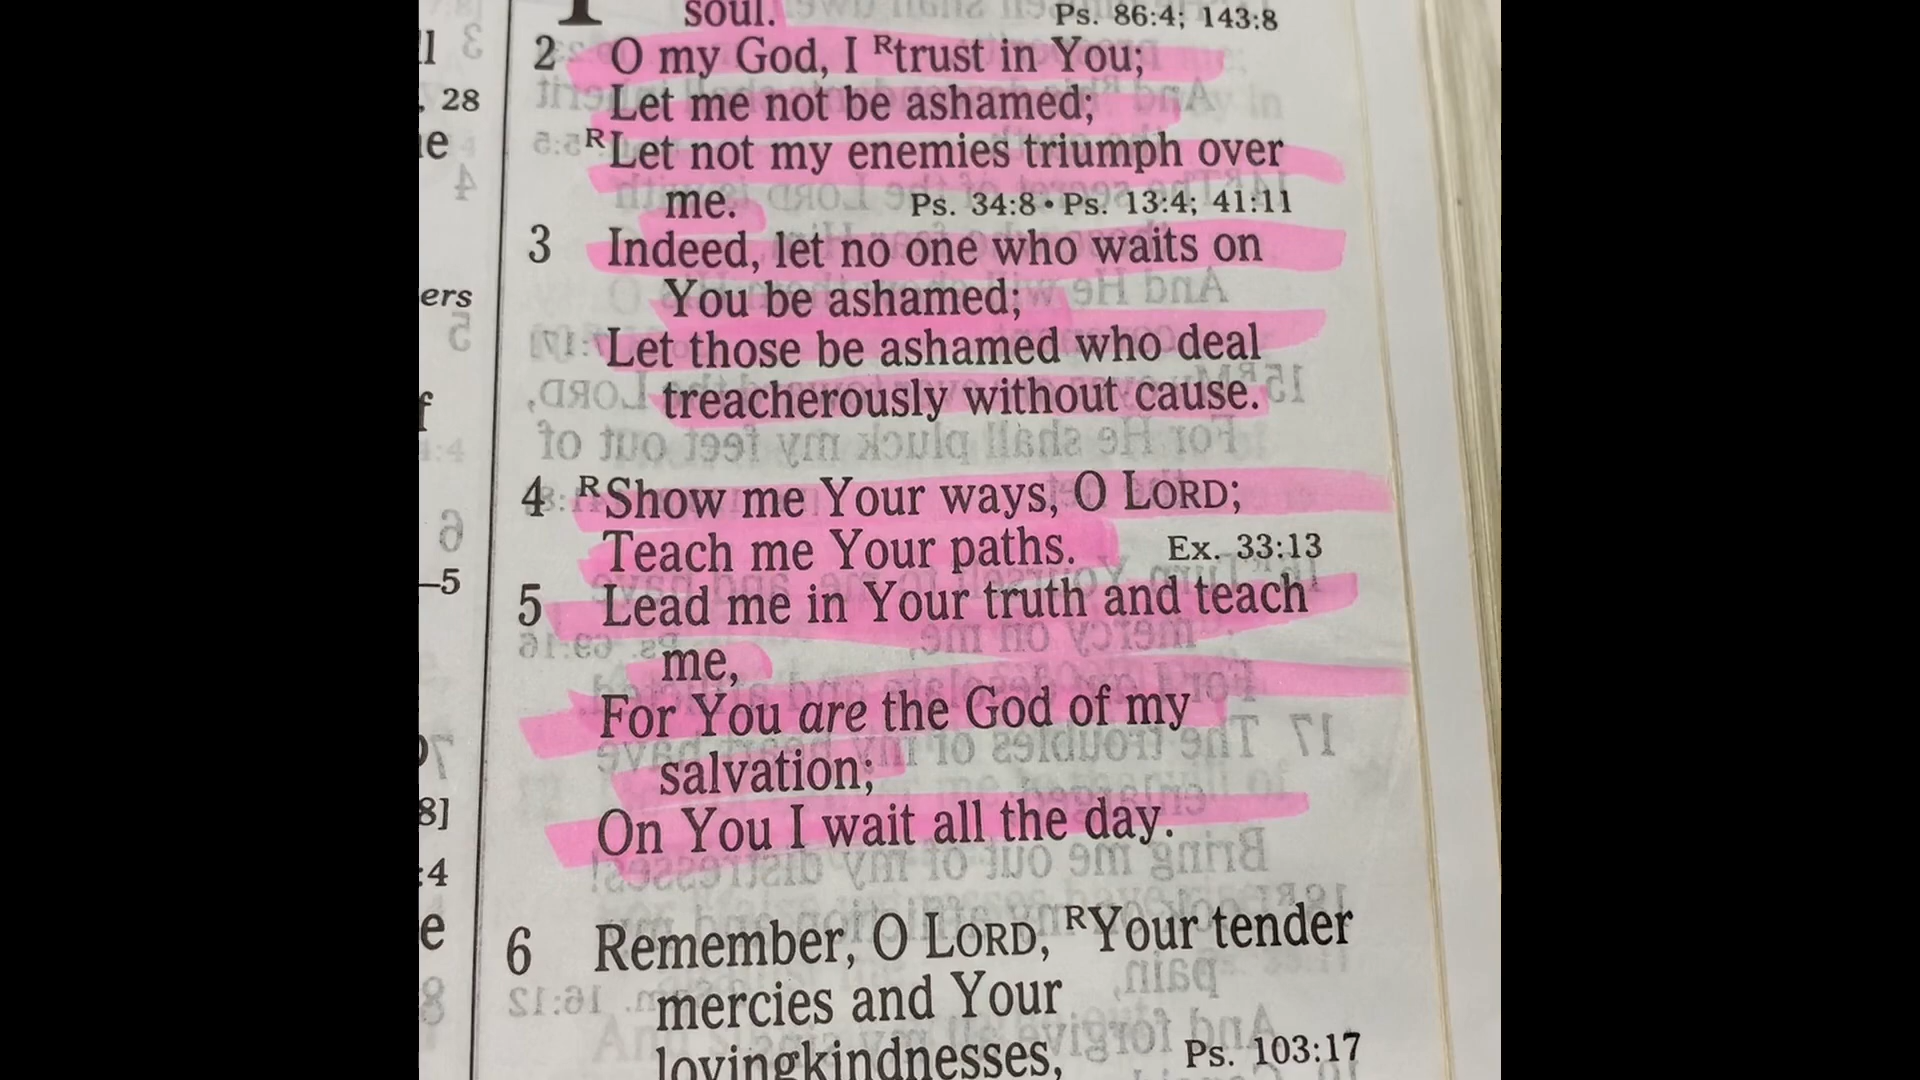 soul. Ps. 86:4; 143:8
2 O my God, I Rtrust in You;
Let me not be ashamed;
RLet not my enemies triumph over
me. Ps. 34:8 • Ps. 13:4; 41:11
3 Indeed, let no one who waits on
You be ashamed;
Let those be ashamed who deal
treacherously without cause.
4 RShow me Your ways, O LORD;
Teach me Your paths. Ex. 33:13
5 Lead me in Your truth and teach
me,
For You are the God of my
salvation;
On You I wait all the day.
6 Remember, O LORD, RYour tender
mercies and Your
lovingkindnesses, Ps. 103:17